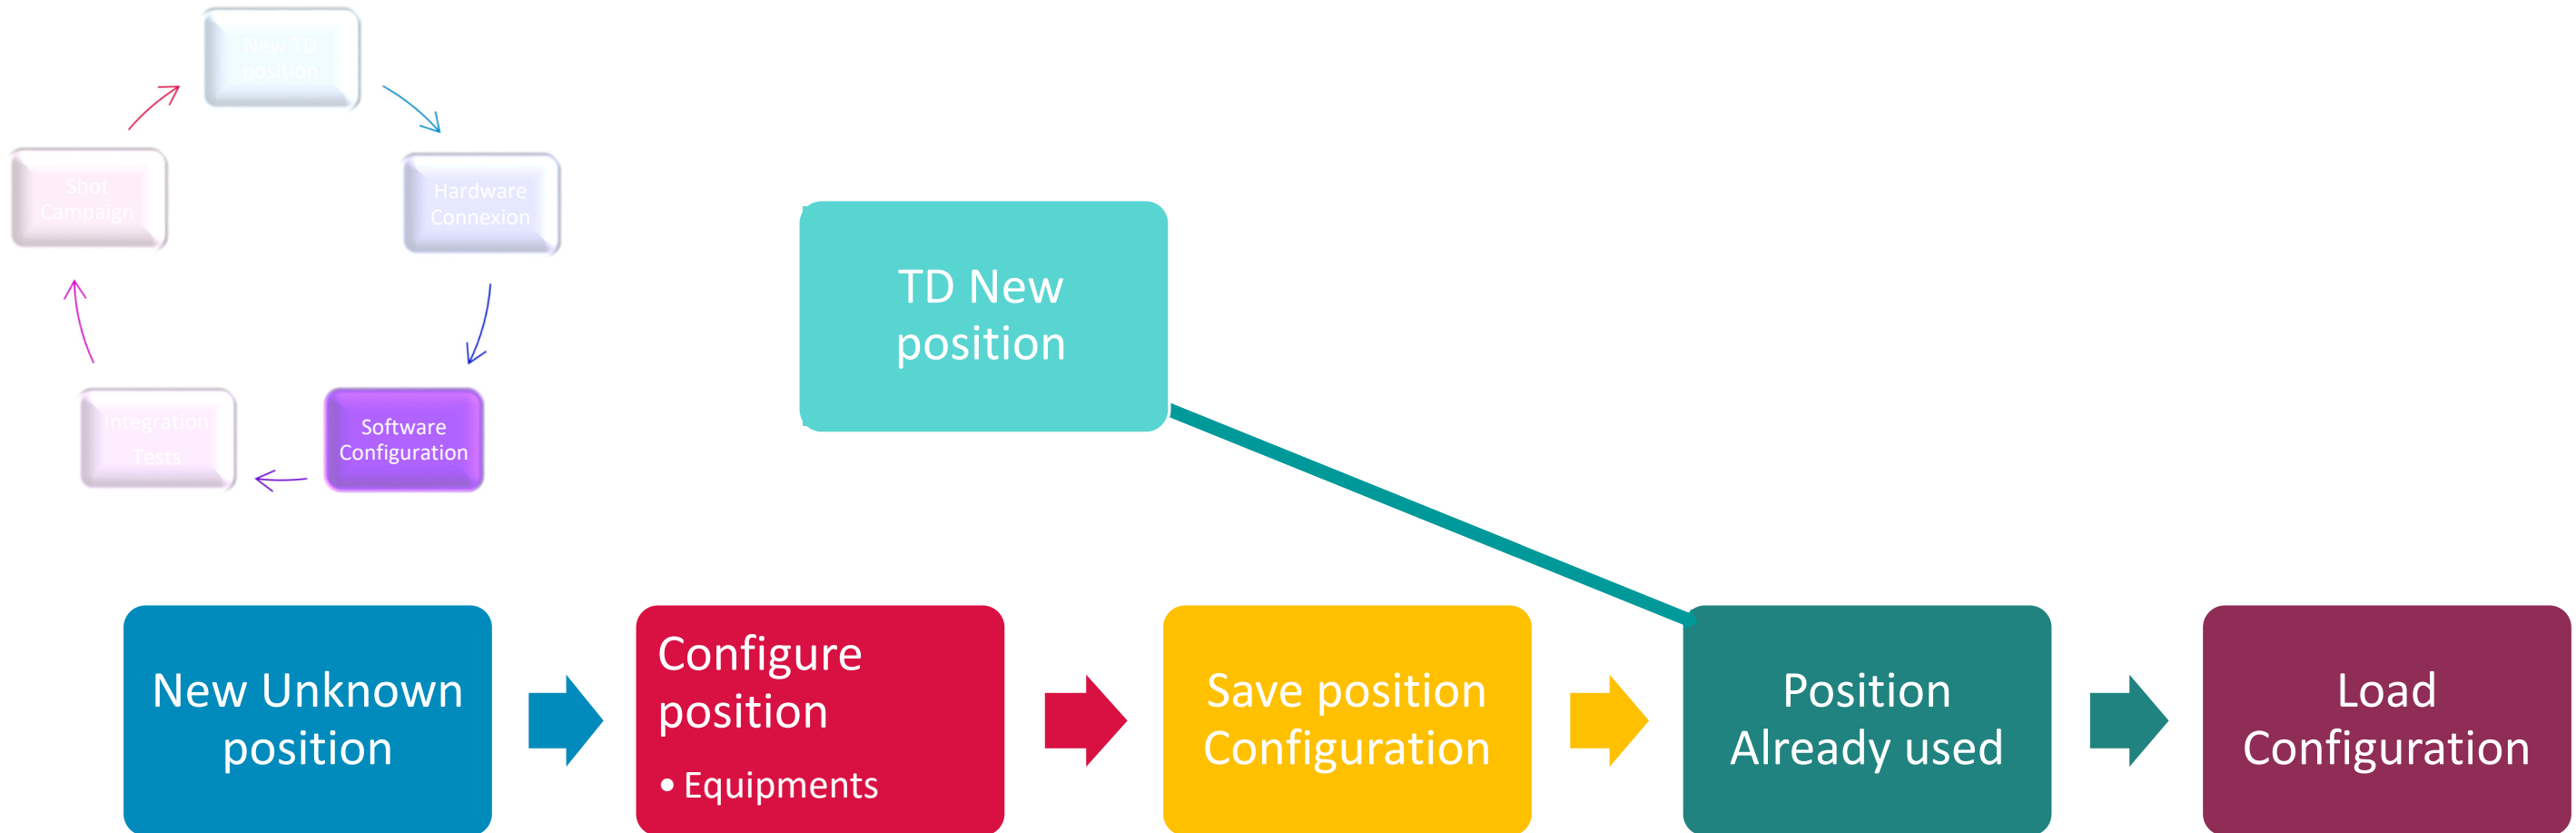 New TD
position
Shot
Campaign
Hardware
Connexion
Integration
Tests
Software
Configuration
TD New
position
New Unknown
position
Configure
position
• Equipments
Save position
Configuration
Position
Already used
Load
Configuration